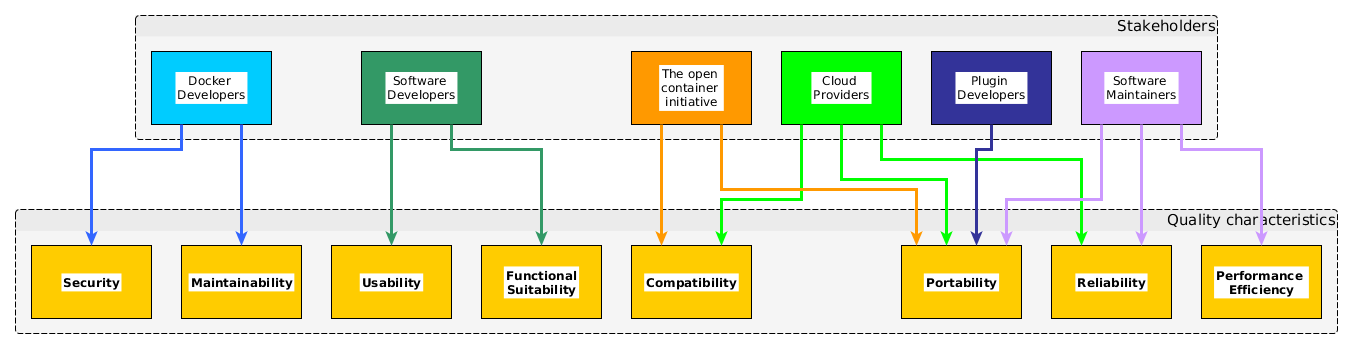 Stakeholders
Docker
Developers
Software
Developers
The open
container
initiative
Cloud
Providers
Plugin
Developers
Software
Maintainers
Quality characteristics
Security
Maintainability
Usability
Functional
Suitability
Compatibility
Portability
Reliability
Performance
Efficiency